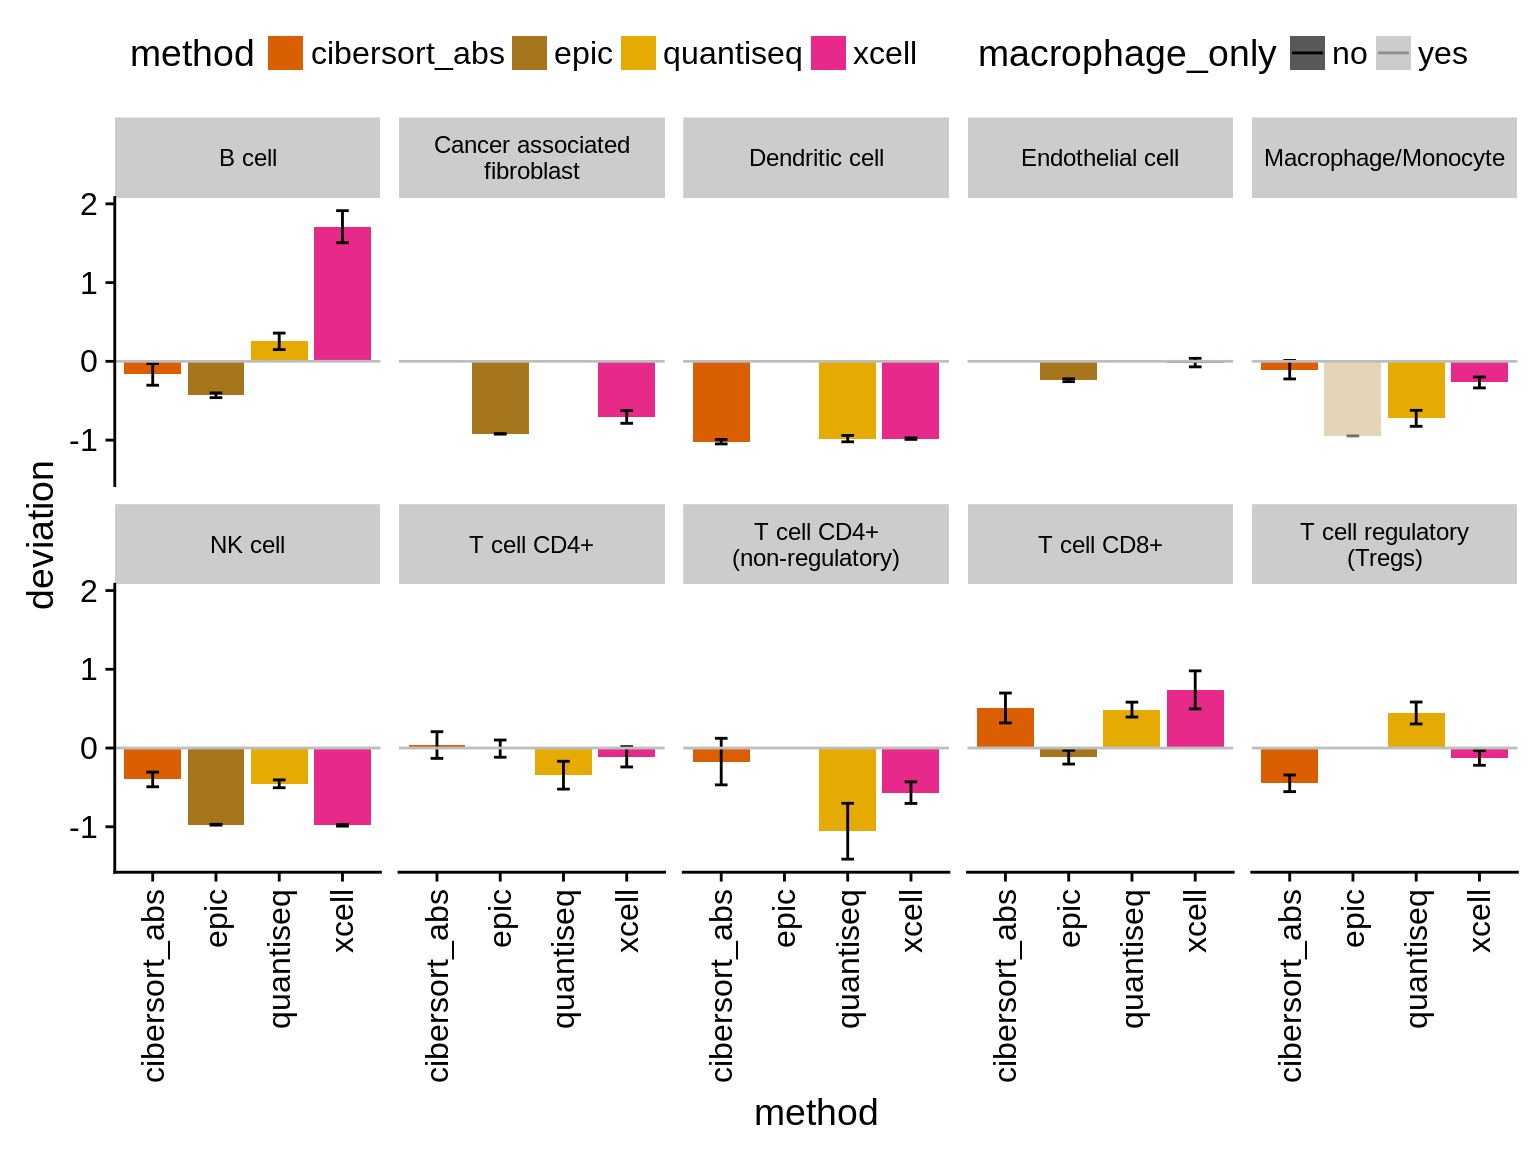 method cibersort_abs epic quantiseq xcell macrophage_only no yes
B cell
Cancer associated
fibroblast
Dendritic cell
Endothelial cell
Macrophage/Monocyte
2
1
0
-1
deviation
NK cell
T cell CD4+
T cell CD4+
(non-regulatory)
T cell CD8+
T cell regulatory
(Tregs)
2
1
0
-1
cibersort_abs epic quantiseq xcell
cibersort_abs epic quantiseq xcell
cibersort_abs epic quantiseq xcell
cibersort_abs epic quantiseq xcell
cibersort_abs epic quantiseq xcell
method